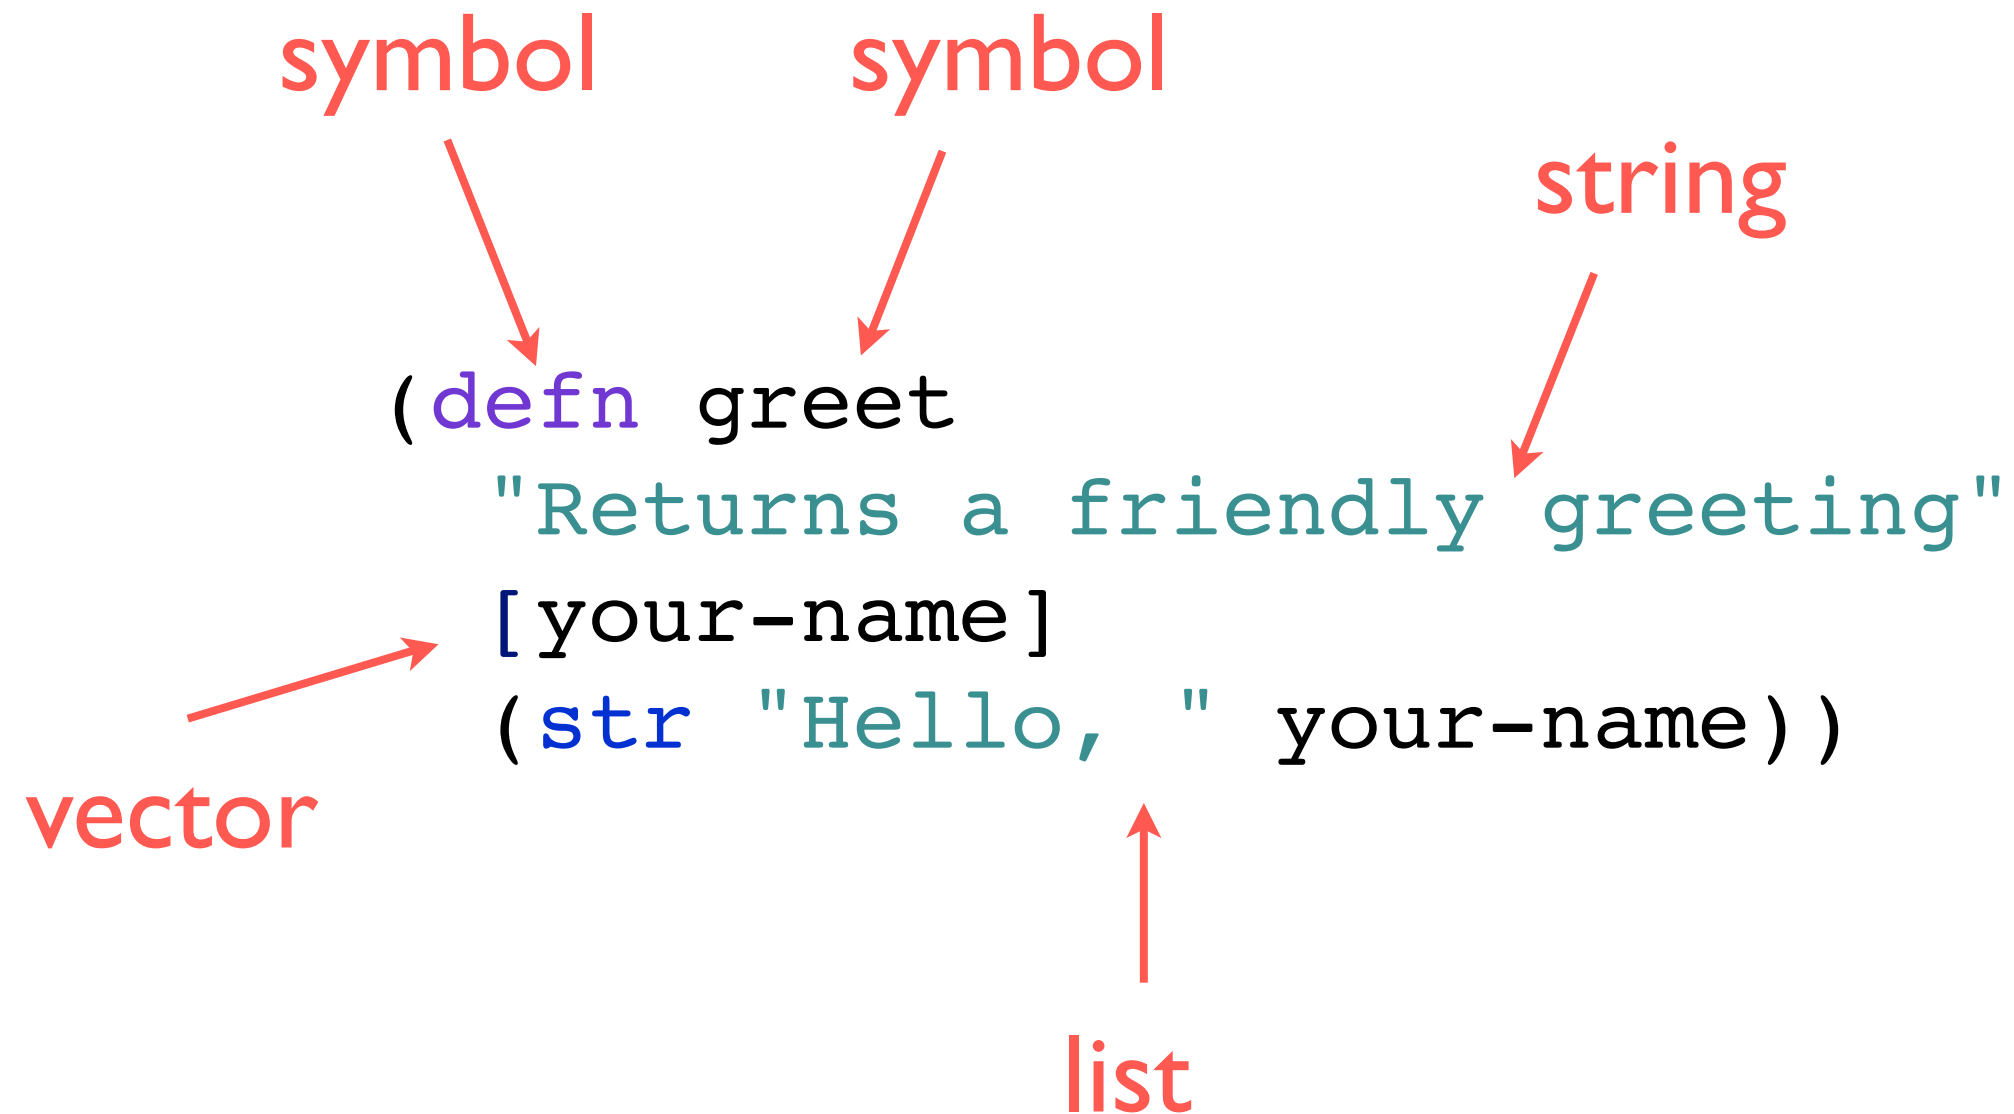 symbol symbol
string
(defn greet
"Returns a friendly greeting"
[your-name]
(str "Hello, " your-name))
vector
list